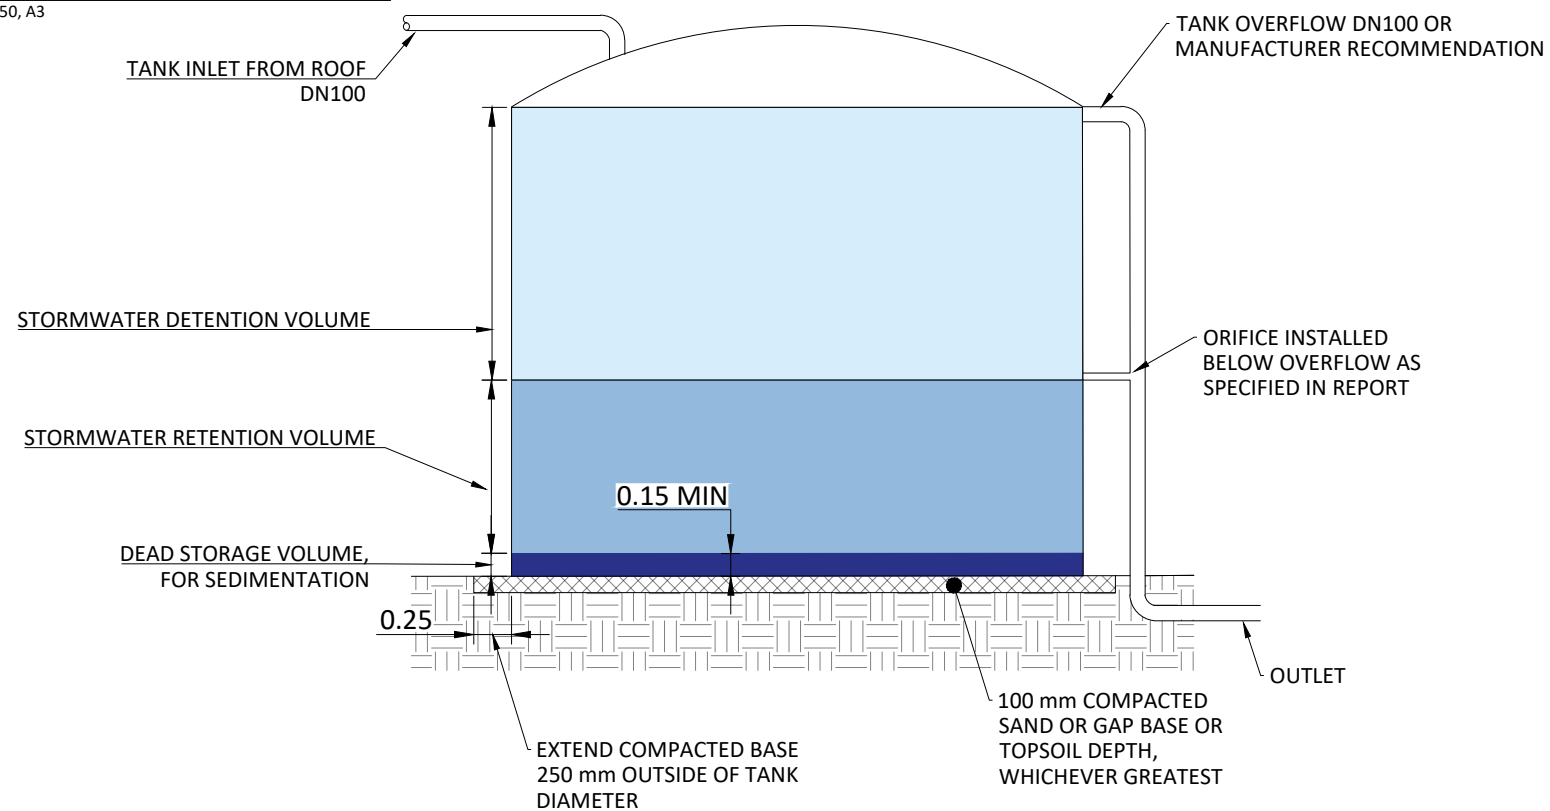 50, A3
TANK INLET FROM ROOF
DN100
TANK OVERFLOW DN100 OR
MANUFACTURER RECOMMENDATION
STORMWATER DETENTION VOLUME
ORIFICE INSTALLED
BELOW OVERFLOW AS
SPECIFIED IN REPORT
STORMWATER RETENTION VOLUME
0.15 MIN
DEAD STORAGE VOLUME,
FOR SEDIMENTATION
0.25
OUTLET
100 mm COMPACTED
SAND OR GAP BASE OR
TOPSOIL DEPTH,
WHICHEVER GREATEST
EXTEND COMPACTED BASE
250 mm OUTSIDE OF TANK
DIAMETER